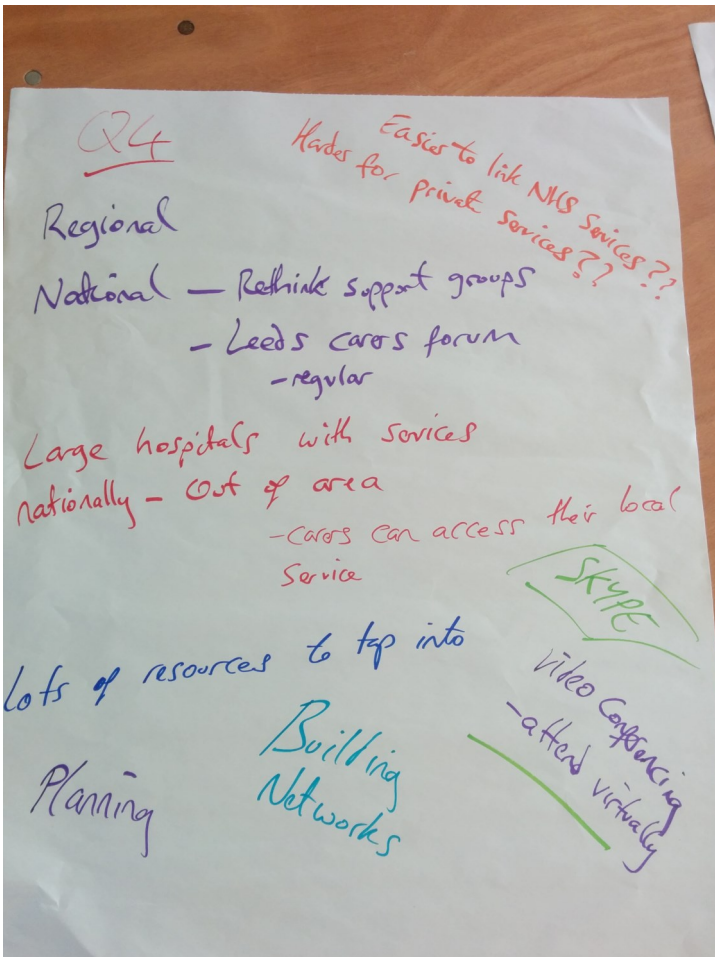 Q4
Easier to link NHS Services??
Harder for private services??
Regional
National — Rethink support groups
- Leeds carers forum
- regular
Large hospitals with services
nationally - Out of area
- carers can access their local
Service
SKYPE
video Conferencing
- attend virtually
Lots of resources to tap into
Building
Networks
Planning